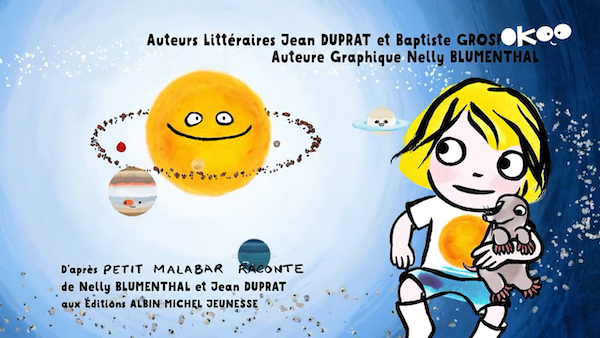 Auteurs Littéraires Jean DUPRAT et Baptiste
OKOO
Auteure Graphique Nelly BLUMENTHAL
D'après PETIT MALABAR RACONTE
de Nelly BLUMENTHAL et Jean DUPRAT
aux Éditions ALBIN MICHEL JEUNESSE